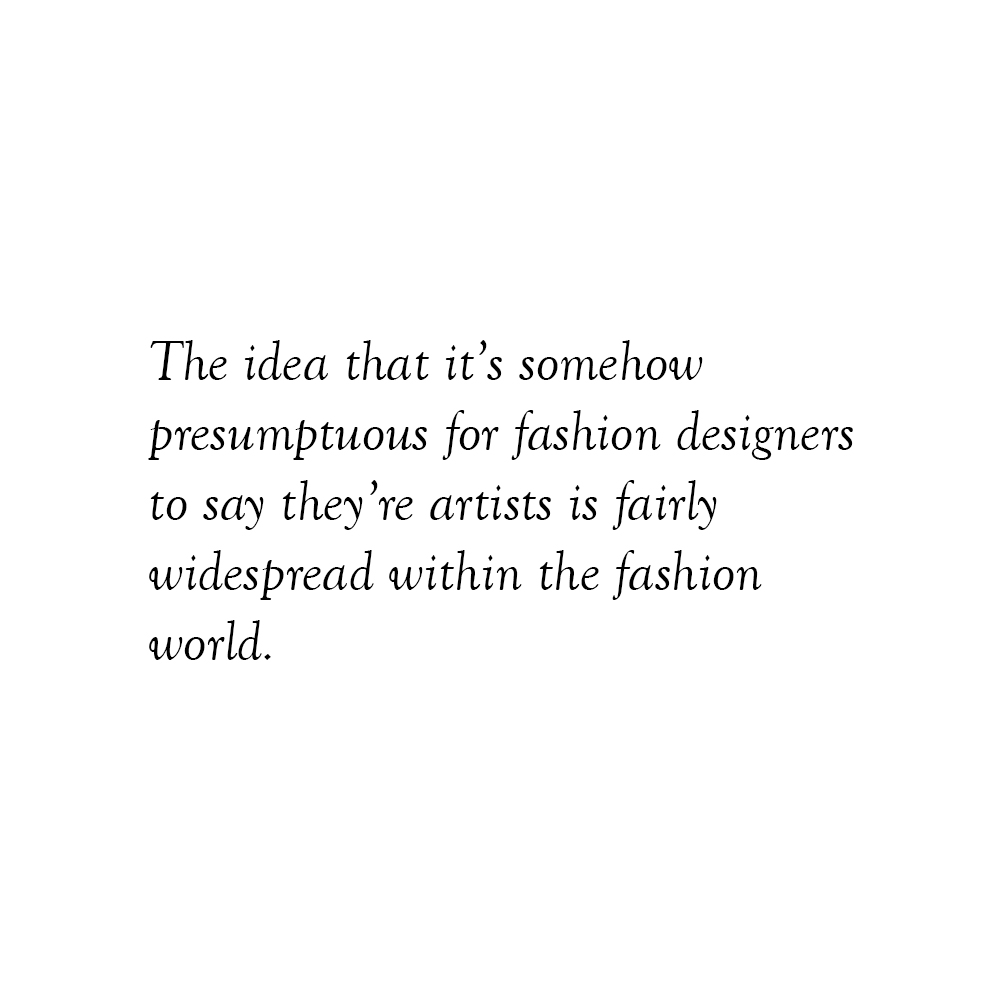 The idea that it’s somehow
presumptuous for fashion designers
to say they’re artists is fairly
widespread within the fashion
world.